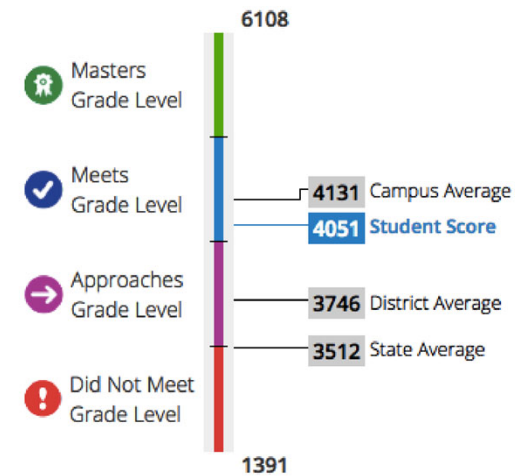 6108
Masters
Grade Level
Meets
Grade Level
4131 Campus Average
4051 Student Score
Approaches
Grade Level
3746 District Average
3512 State Average
Did Not Meet
Grade Level
1391